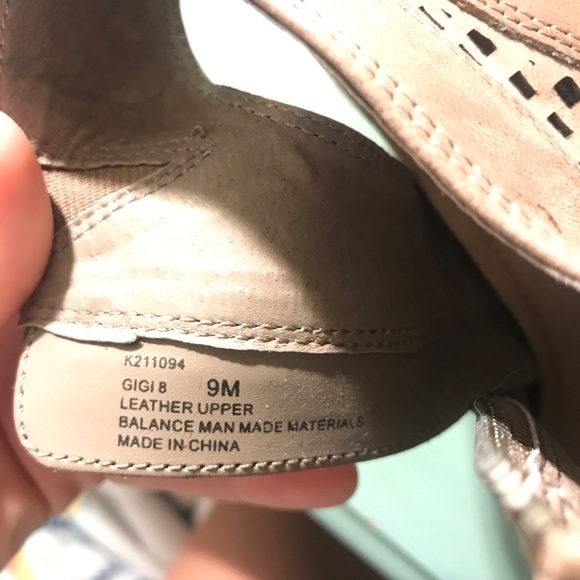 K211094
GIGI 8 9M
LEATHER UPPER
BALANCE MAN MADE MATERIALS
MADE IN CHINA